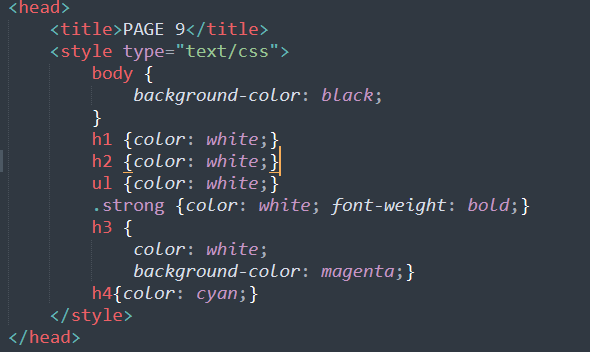 <head>
<title>PAGE 9</title>
<style type="text/css">
body {
background-color: black;
}
h1 {color: white;}
h2 {color: white;}
ul {color: white;}
.strong {color: white; font-weight: bold;}
h3 {
color: white;
background-color: magenta;}
h4{color: cyan;}
</style>
</head>